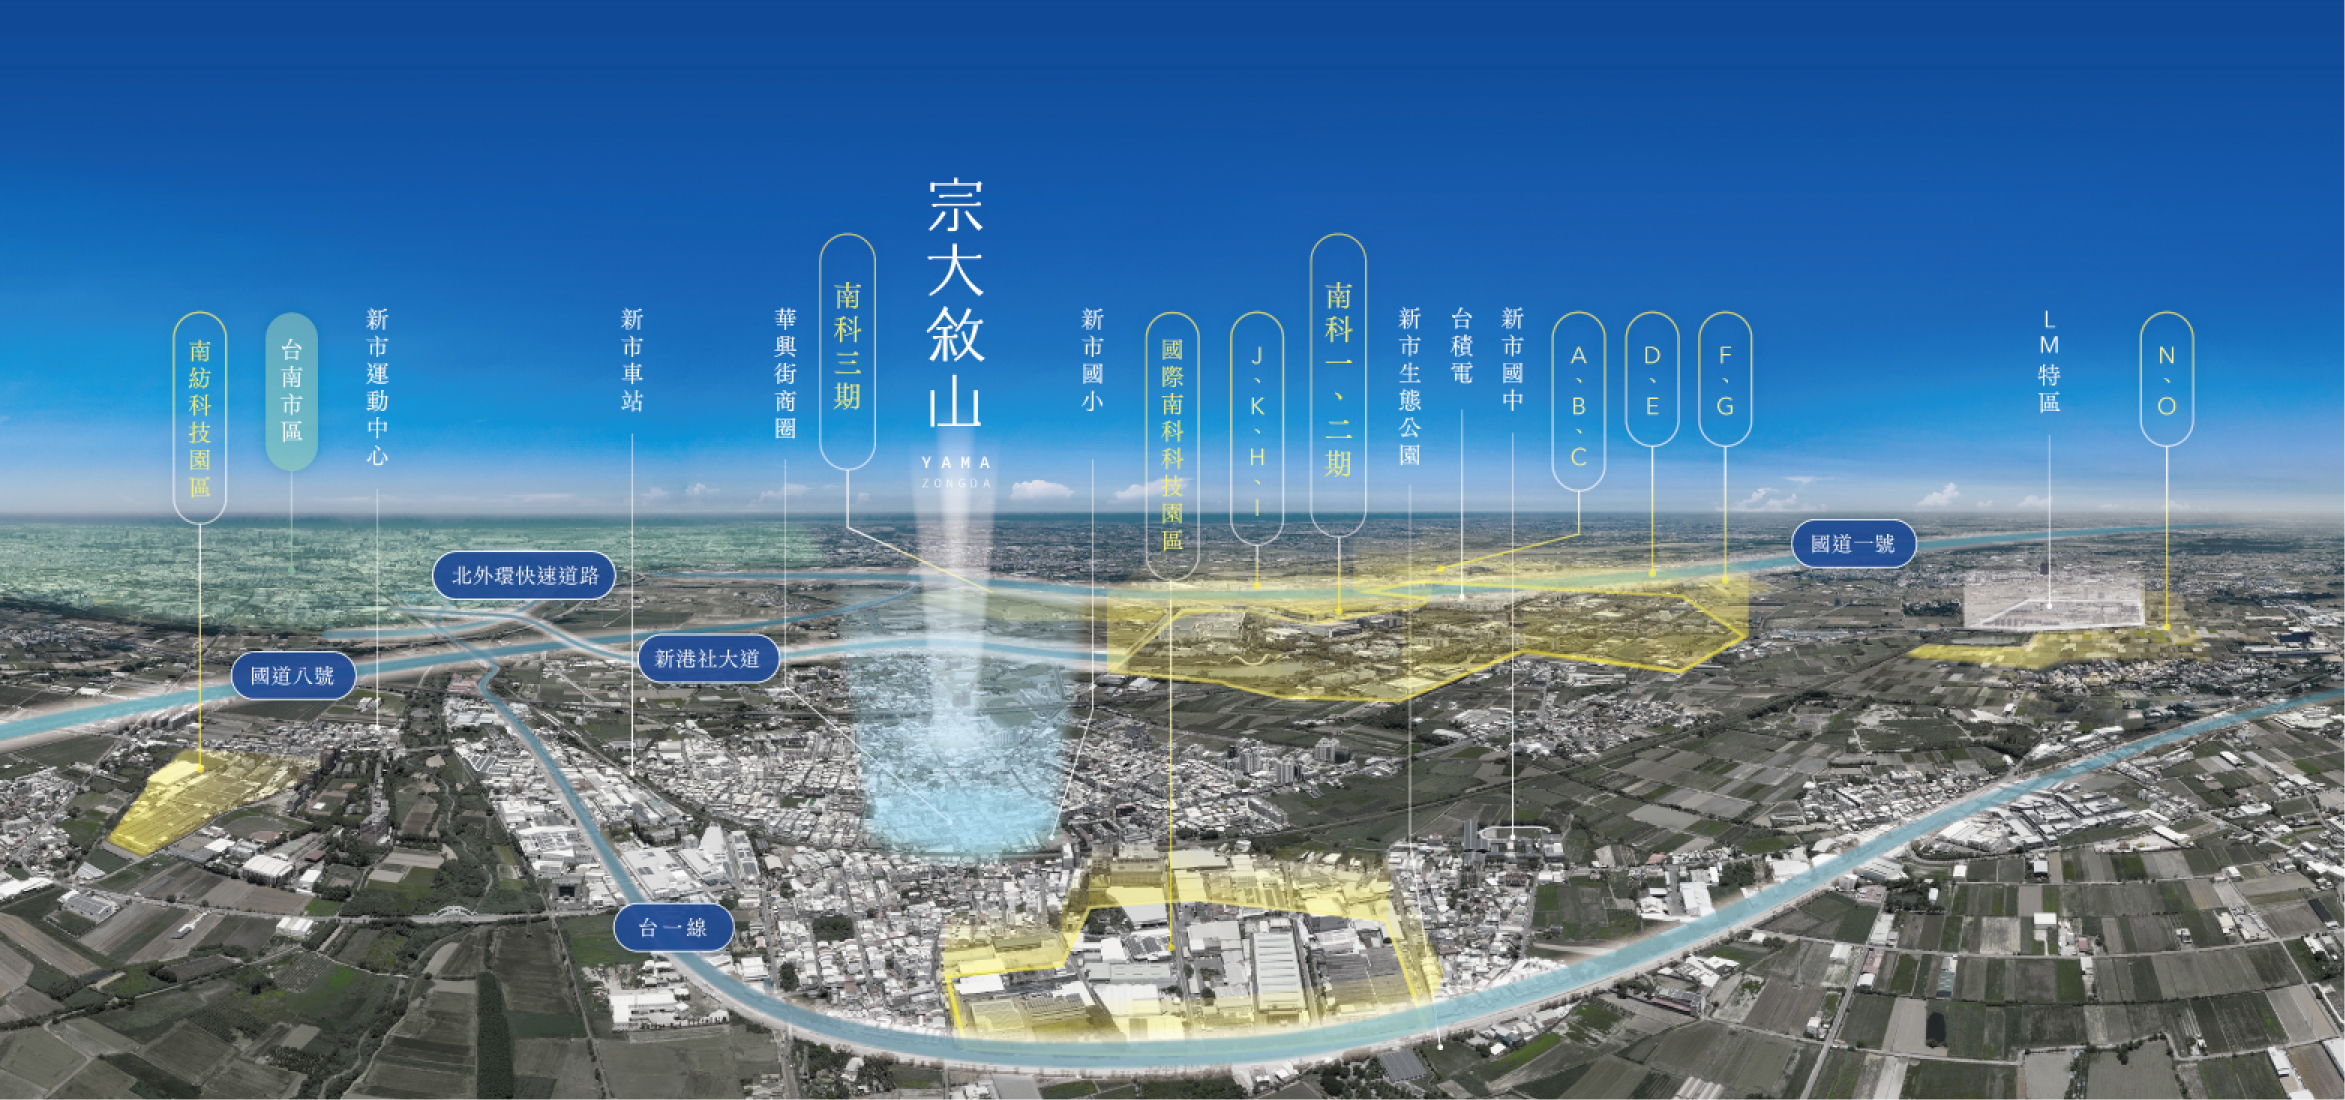 南紡科技園區
台南市區
新市運動中心
新市車站
華興街商圈
南科三期
宗大敘山
YAMA
ZONGDA
新市國小
國際南科科技園區
J、K、H、I
南科一、二期
新市生態公園
台積電
新市國中
A、B、C
D、E
F、G
LM特區
N、O
國道一號
北外環快速道路
新港社大道
國道八號
台一線